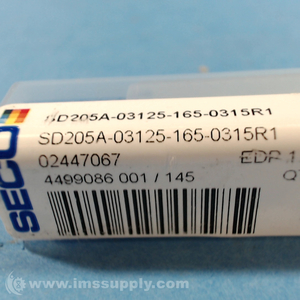 SECO
SD205A-03125-165-0315R1
SD205A-03125-165-0315R1
02447067 EDP 1
4499086 001 / 145 Q
© www.imssupply.com